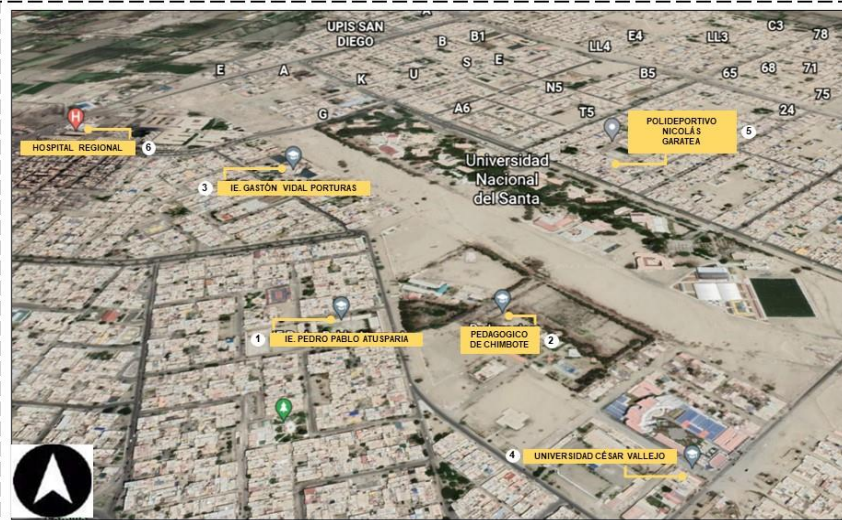 UPIS SAN
DIEGO
B
B1
E4
LL4
LL3
C3
78
E
A
K
U
S
E
B5
65
68
71
N5
75
G
A6
T5
24
H
HOSPITAL REGIONAL
6
POLIDEPORTIVO
NICOLÁS
GARATEA
5
3
IE. GASTÓN VIDAL PORTURAS
Universidad
Nacional
del Santa
1
IE. PEDRO PABLO ATUSPARIA
PEDAGOGICO
DE CHIMBOTE
2
4
UNIVERSIDAD CÉSAR VALLEJO